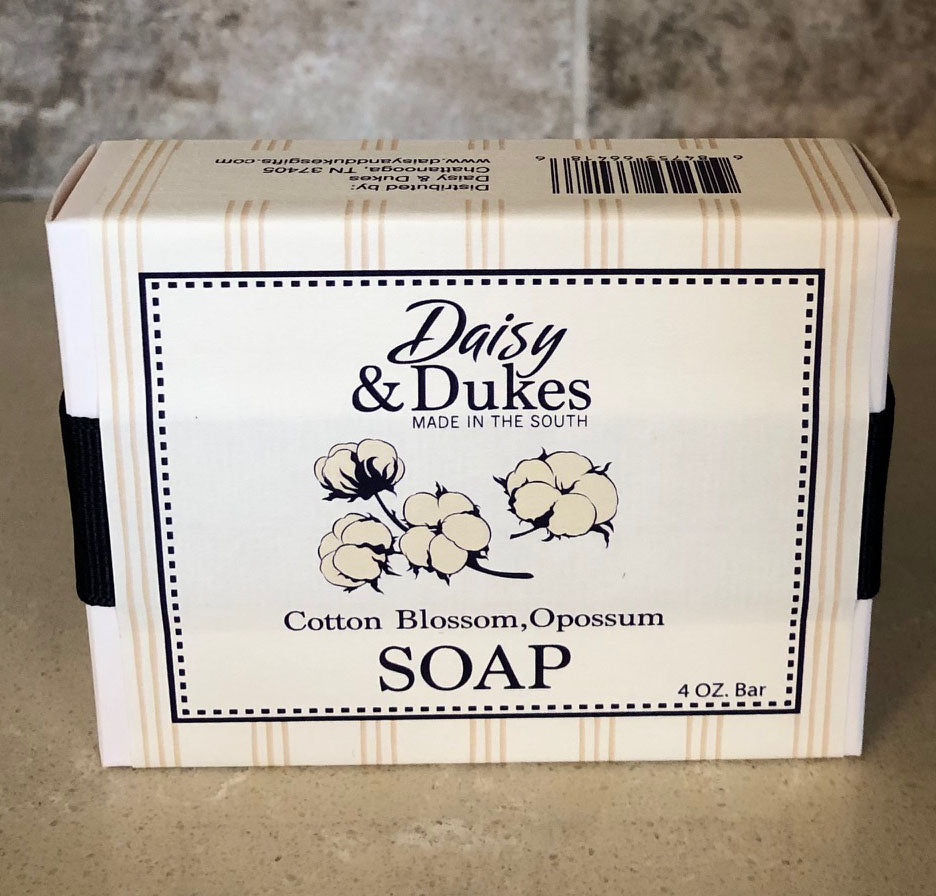 Distributed by:
Daisy & Dukes
Chattanooga, TN 37405
www.daisyanddukesgifts.com
Daisy
& Dukes
MADE IN THE SOUTH
Cotton Blossom,Opossum
SOAP
4 OZ. Bar